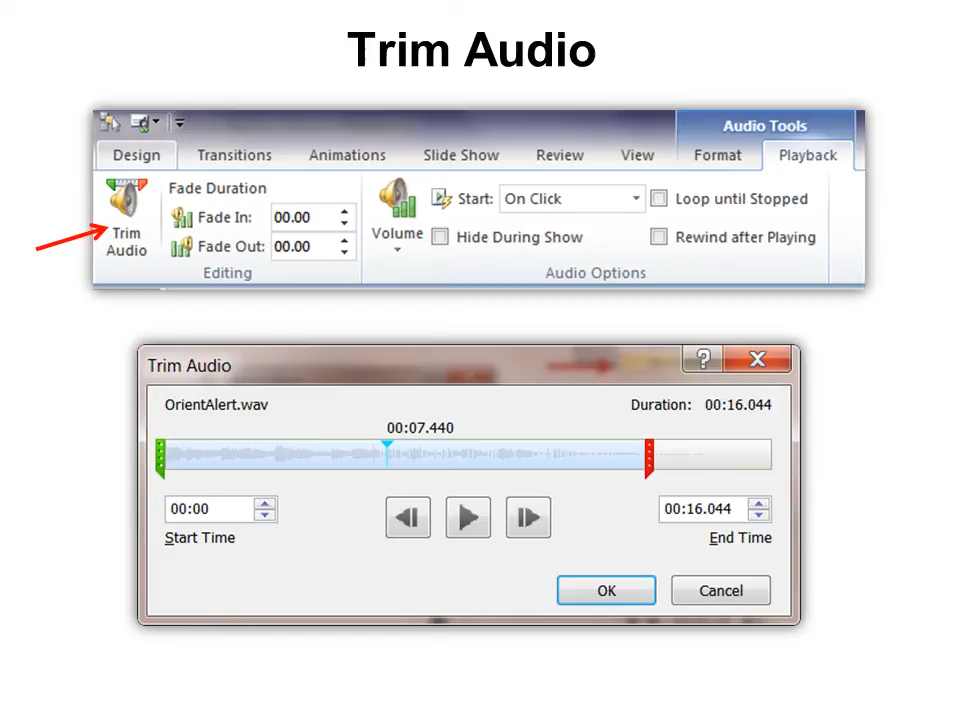 Trim Audio
Audio Tools
Design Transitions Animations Slide Show Review View Format Playback
Fade Duration
Fade In: 00.00
Fade Out: 00.00
Trim
Audio
Editing
Volume
Start: On Click
Loop until Stopped
Hide During Show
Rewind after Playing
Audio Options
Trim Audio
?
X
OrientAlert.wav
Duration: 00:16.044
00:07.440
00:00
00:16.044
Start Time
End Time
OK
Cancel